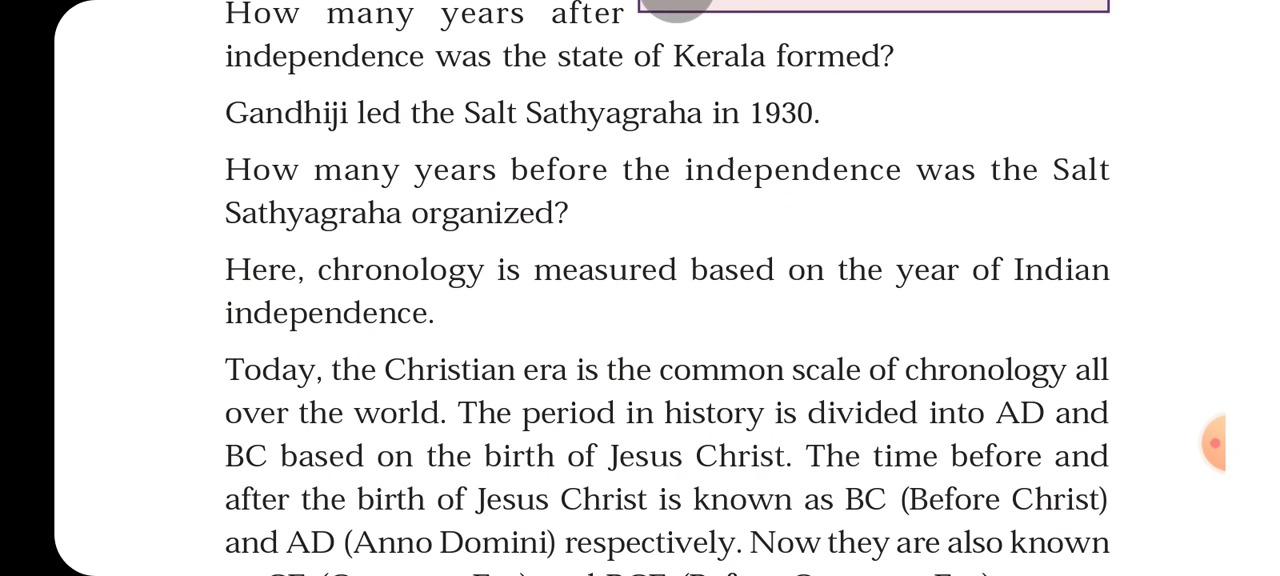 How many years after
independence was the state of Kerala formed?
Gandhiji led the Salt Sathyagraha in 1930.
How many years before the independence was the Salt
Sathyagraha organized?
Here, chronology is measured based on the year of Indian
independence.
Today, the Christian era is the common scale of chronology all
over the world. The period in history is divided into AD and
BC based on the birth of Jesus Christ. The time before and
after the birth of Jesus Christ is known as BC (Before Christ)
and AD (Anno Domini) respectively. Now they are also known